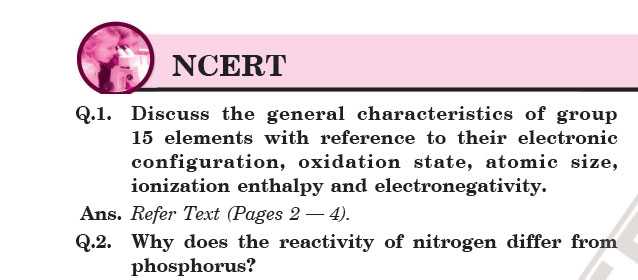 NCERT
Q.1. Discuss the general characteristics of group
15 elements with reference to their electronic
configuration, oxidation state, atomic size,
ionization enthalpy and electronegativity.
Ans. Refer Text (Pages 2 — 4).
Q.2. Why does the reactivity of nitrogen differ from
phosphorus?